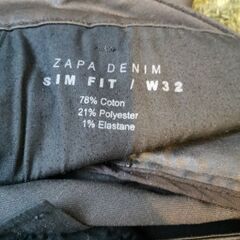 ZAPA DENIM
sIM FIT / W32
78% Coton
21% Polyester
1% Elastane